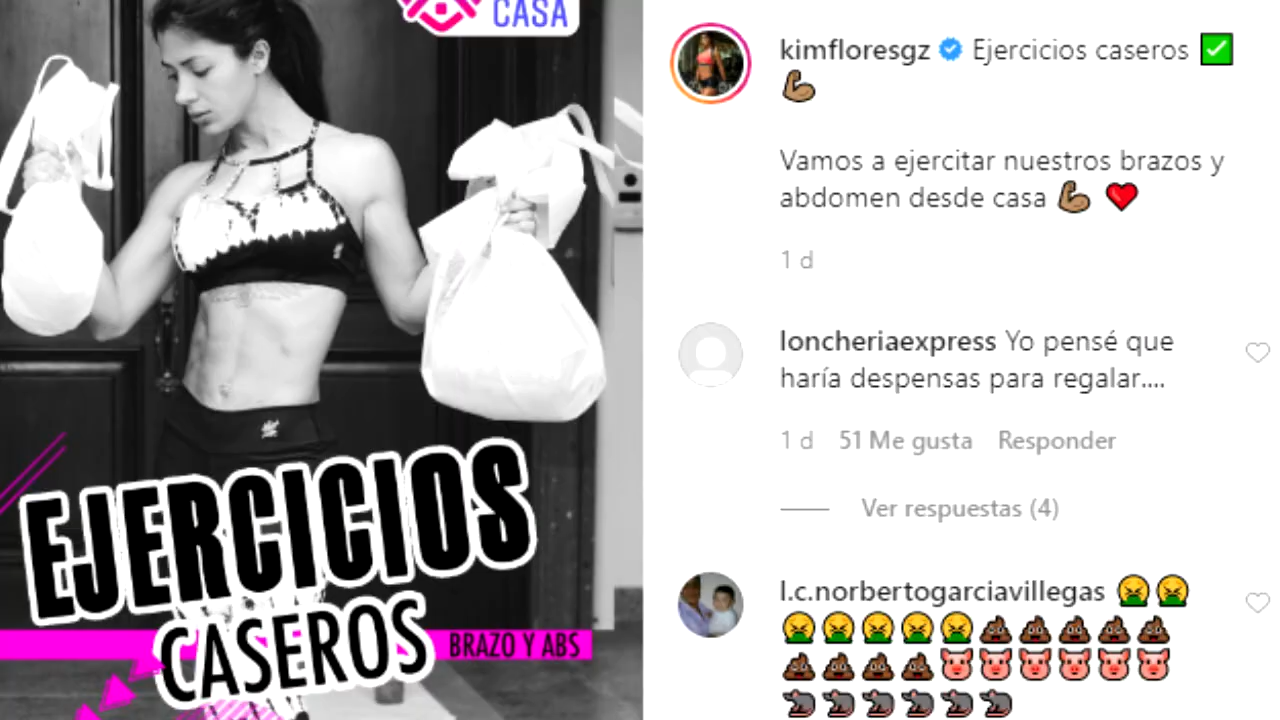 CASA
EJERCICIOS
CASEROS
BRAZO Y ABS
kimfloresgz Ejercicios caseros ✅
💪🏽
Vamos a ejercitar nuestros brazos y
abdomen desde casa 💪🏽 ❤️
1 d
loncheriaexpress Yo pensé que
haría despensas para regalar....
1 d 51 Me gusta Responder
Ver respuestas (4)
l.c.norbertogarciavillegas 🤮🤮
🤮🤮🤮🤮🤮💩💩💩💩💩
💩💩💩💩🐷🐷🐷🐷🐷🐷
🐀🐀🐀🐀🐀🐀